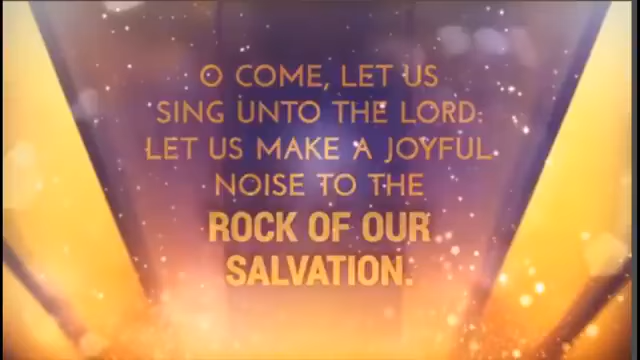 O COME, LET US
SING UNTO THE LORD:
LET US MAKE A JOYFUL
NOISE TO THE
ROCK OF OUR
SALVATION.